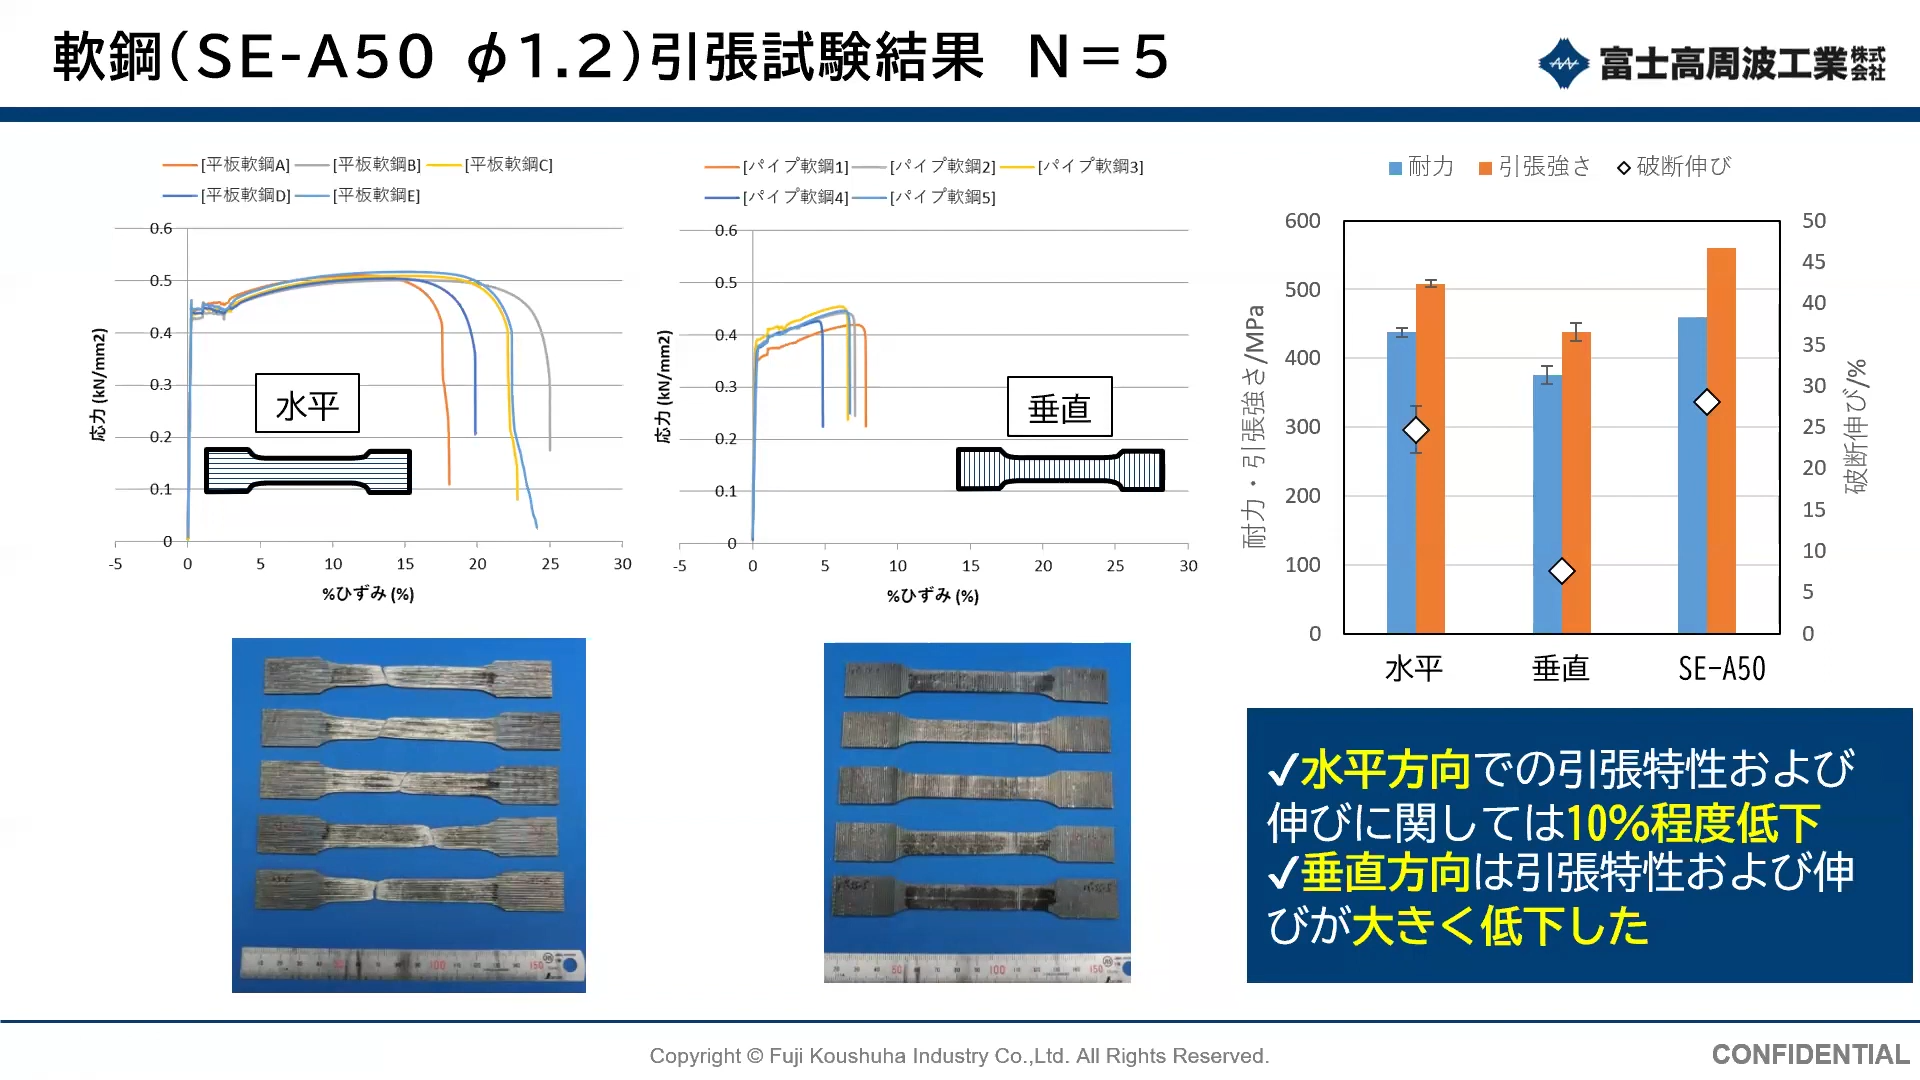 軟鋼（SE-A50 φ1.2）引張試験結果　N＝5
富士高周波工業株式会社
[平板軟鋼A] [平板軟鋼B] [平板軟鋼C]
[平板軟鋼D] [平板軟鋼E]
0.6
0.5
0.4
0.3
0.2
0.1
0
-5 0 5 10 15 20 25 30
応力 (kN/mm2)
%ひずみ (%)
水平
[パイプ軟鋼1] [パイプ軟鋼2] [パイプ軟鋼3]
[パイプ軟鋼4] [パイプ軟鋼5]
0.6
0.5
0.4
0.3
0.2
0.1
0
-5 0 5 10 15 20 25 30
応力 (kN/mm2)
%ひずみ (%)
垂直
耐力 引張強さ 破断伸び
600
500
400
300
200
100
0
耐力・引張強さ/MPa
50
45
40
35
30
25
20
15
10
5
0
破断伸び/%
水平 垂直 SE-A50
50 100 150
50 100 150
✓水平方向での引張特性および
伸びに関しては10%程度低下
✓垂直方向は引張特性および伸
びが大きく低下した
Copyright © Fuji Koushuha Industry Co.,Ltd. All Rights Reserved.
CONFIDENTIAL